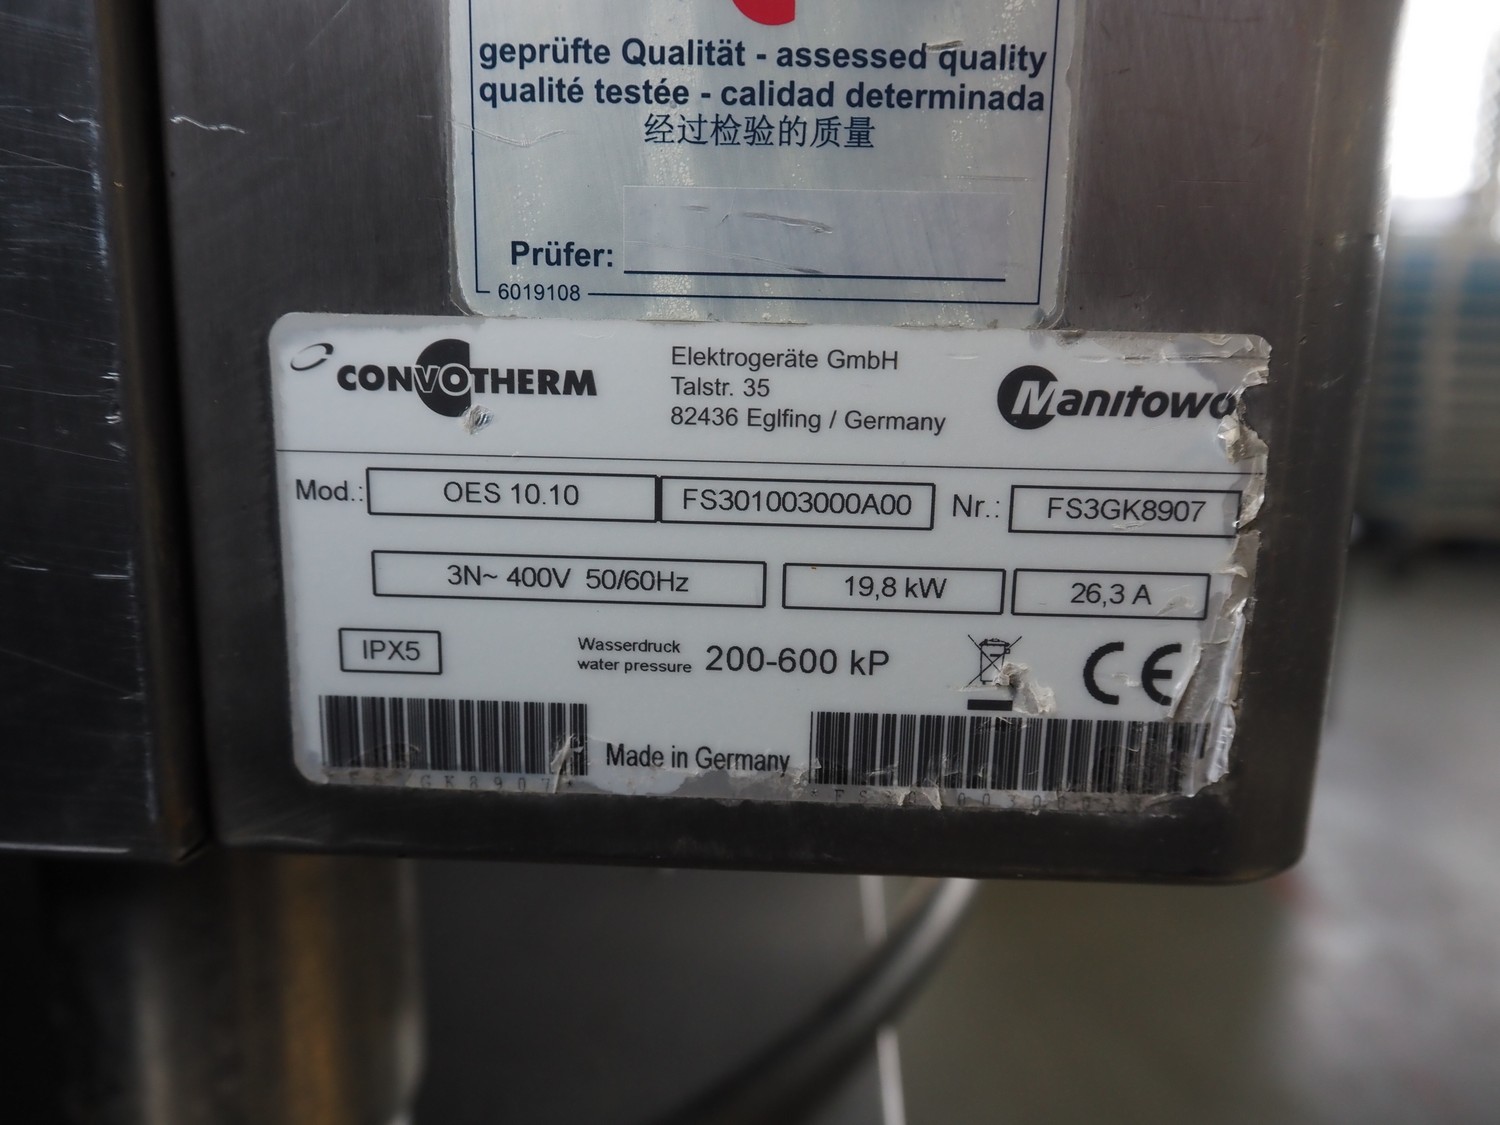 geprüfte Qualität - assessed quality
qualité testée - calidad determinada
经过检验的质量
Prüfer:
6019108
CONVOTHERM
Elektrogeräte GmbH
Talstr. 35
82436 Eglfing / Germany
Manitowo
Mod.: OES 10.10 FS301003000A00 Nr.: FS3GK8907
3N~ 400V 50/60Hz 19,8 kW 26,3 A
IPX5
Wasserdruck
water pressure 200-600 kP
CE
Made in Germany